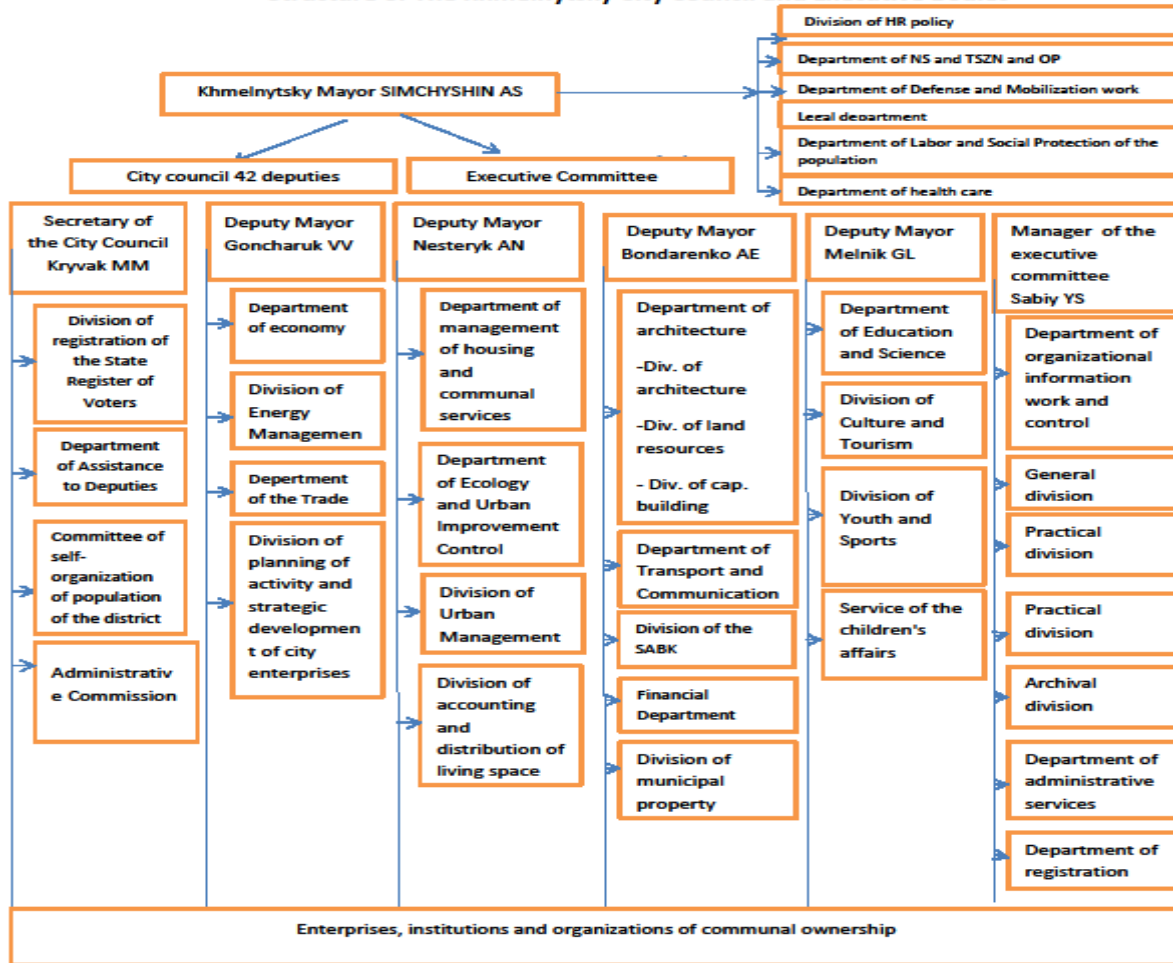 Division of HR policy
Department of NS and TSZN and OP
Khmelnytsky Mayor SIMCHYSHIN AS
Department of Defense and Mobilization work
Legal department
Department of Labor and Social Protection of the
population
Department of health care
City council 42 deputies
Executive Committee
Secretary of
the City Council
Kryvak MM
Division of
registration of
the State
Register of
Voters
Department
of Assistance
to Deputies
Committee of
self-
organization
of population
of the district
Administrativ
e Commission
Deputy Mayor
Goncharuk VV
Department
of economy
Division of
Energy
Managemen
Depertment
of the Trade
Division of
planning of
activity and
strategic
developmen
t of city
enterprises
Deputy Mayor
Nesteryk AN
Department of
management
of housing
and
communal
services
Department
of Ecology
and Urban
Improvement
Control
Division of
Urban
Management
Division of
accounting
and
distribution of
living space
Deputy Mayor
Bondarenko AE
Department of
architecture
-Div. of
architecture
-Div. of land
resources
- Div. of cap.
building
Department of
Transport and
Communication
Division of the
SABK
Financial
Department
Division of
municipal
property
Deputy Mayor
Melnik GL
Department
of Education
and Science
Division of
Culture and
Tourism
Division of
Youth and
Sports
Service of the
children's
affairs
Manager of the
executive
committee
Sabiy YS
Department of
organizational
information
work and
control
General
division
Practical
division
Practical
division
Archival
division
Department of
administrative
services
Department of
registration
Enterprises, institutions and organizations of communal ownership